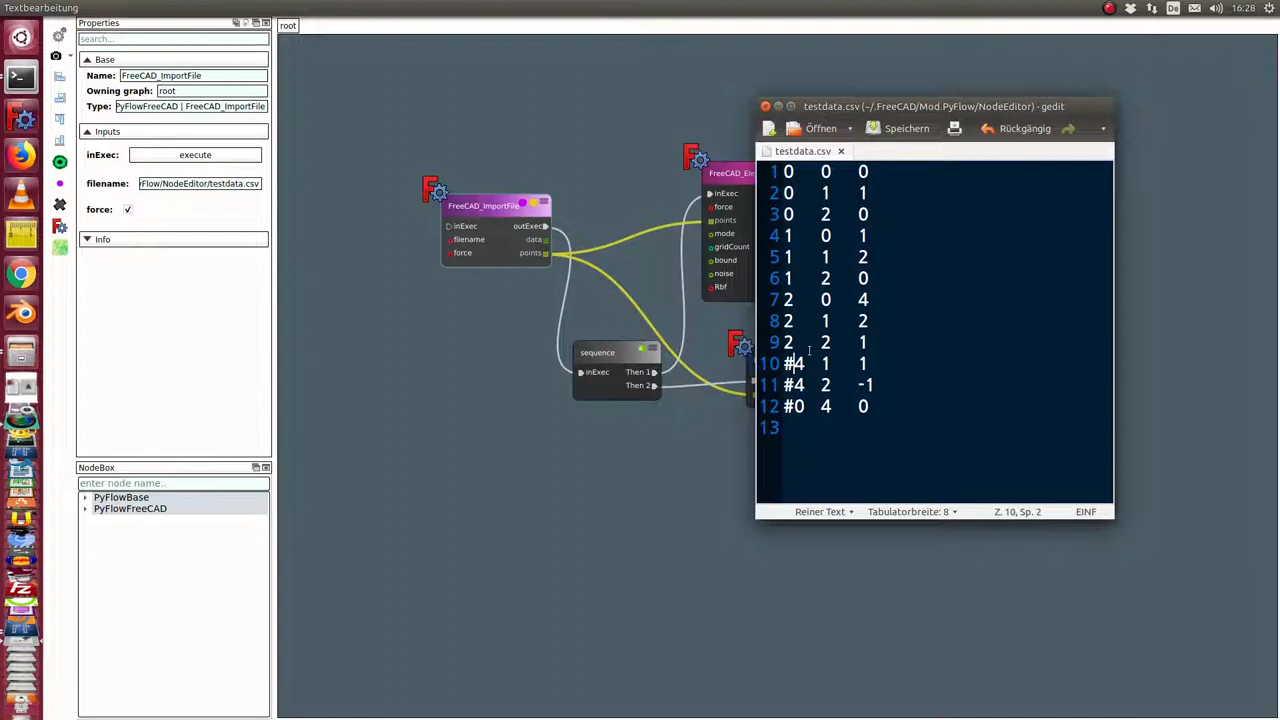 Textbearbeitung
De
16:28
Properties
root
search...
Base
Name: FreeCAD_ImportFile
Owning graph: root
Type: PyFlowFreeCAD | FreeCAD_ImportFile
Inputs
inExec: execute
filename: Flow/NodeEditor/testdata.csv
force:
Info
NodeBox
enter node name..
PyFlowBase
PyFlowFreeCAD
FreeCAD_ImportFile
inExec outExec
filename data
force points
sequence
inExec Then 1
Then 2
FreeCAD_Ele
inExec
force
points
mode
gridCount
bound
noise
Rbf
testdata.csv (~/.FreeCAD/Mod.PyFlow/NodeEditor) - gedit
Öffnen Speichern Rückgängig
testdata.csv
1 0 0 0
2 0 1 1
3 0 2 0
4 1 0 1
5 1 1 2
6 1 2 0
7 2 0 4
8 2 1 2
9 2 2 1
10 #4 1 1
11 #4 2 -1
12 #0 4 0
13
Reiner Text Tabulatorbreite: 8 Z. 10, Sp. 2 EINF